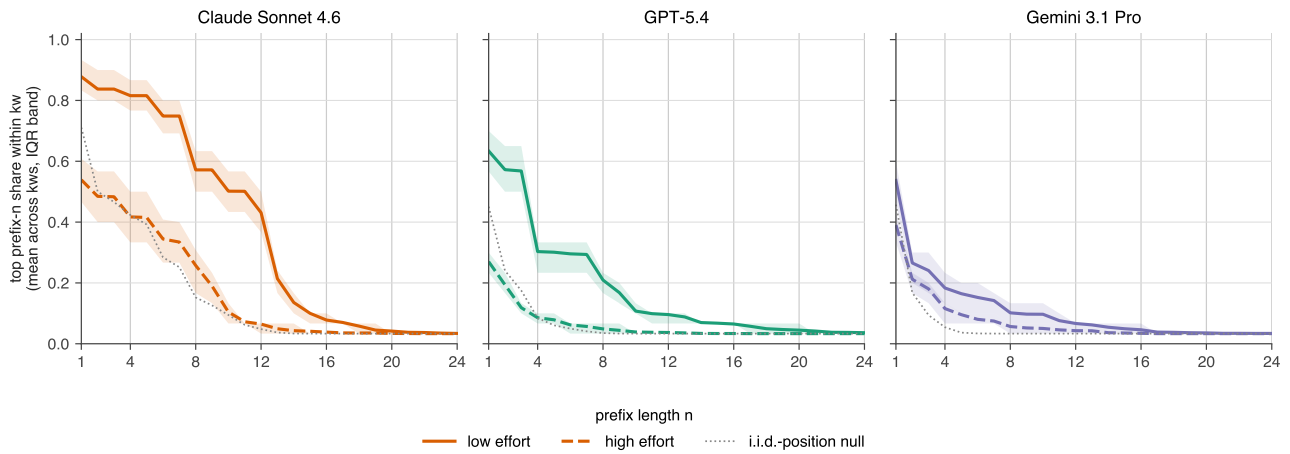 Claude Sonnet 4.6
GPT-5.4
Gemini 3.1 Pro
top prefix-n share within kw
(mean across kws, IQR band)
1.0
0.8
0.6
0.4
0.2
0.0
1 4 8 12 16 20 24
1 4 8 12 16 20 24
1 4 8 12 16 20 24
prefix length n
low effort
high effort
i.i.d.-position null